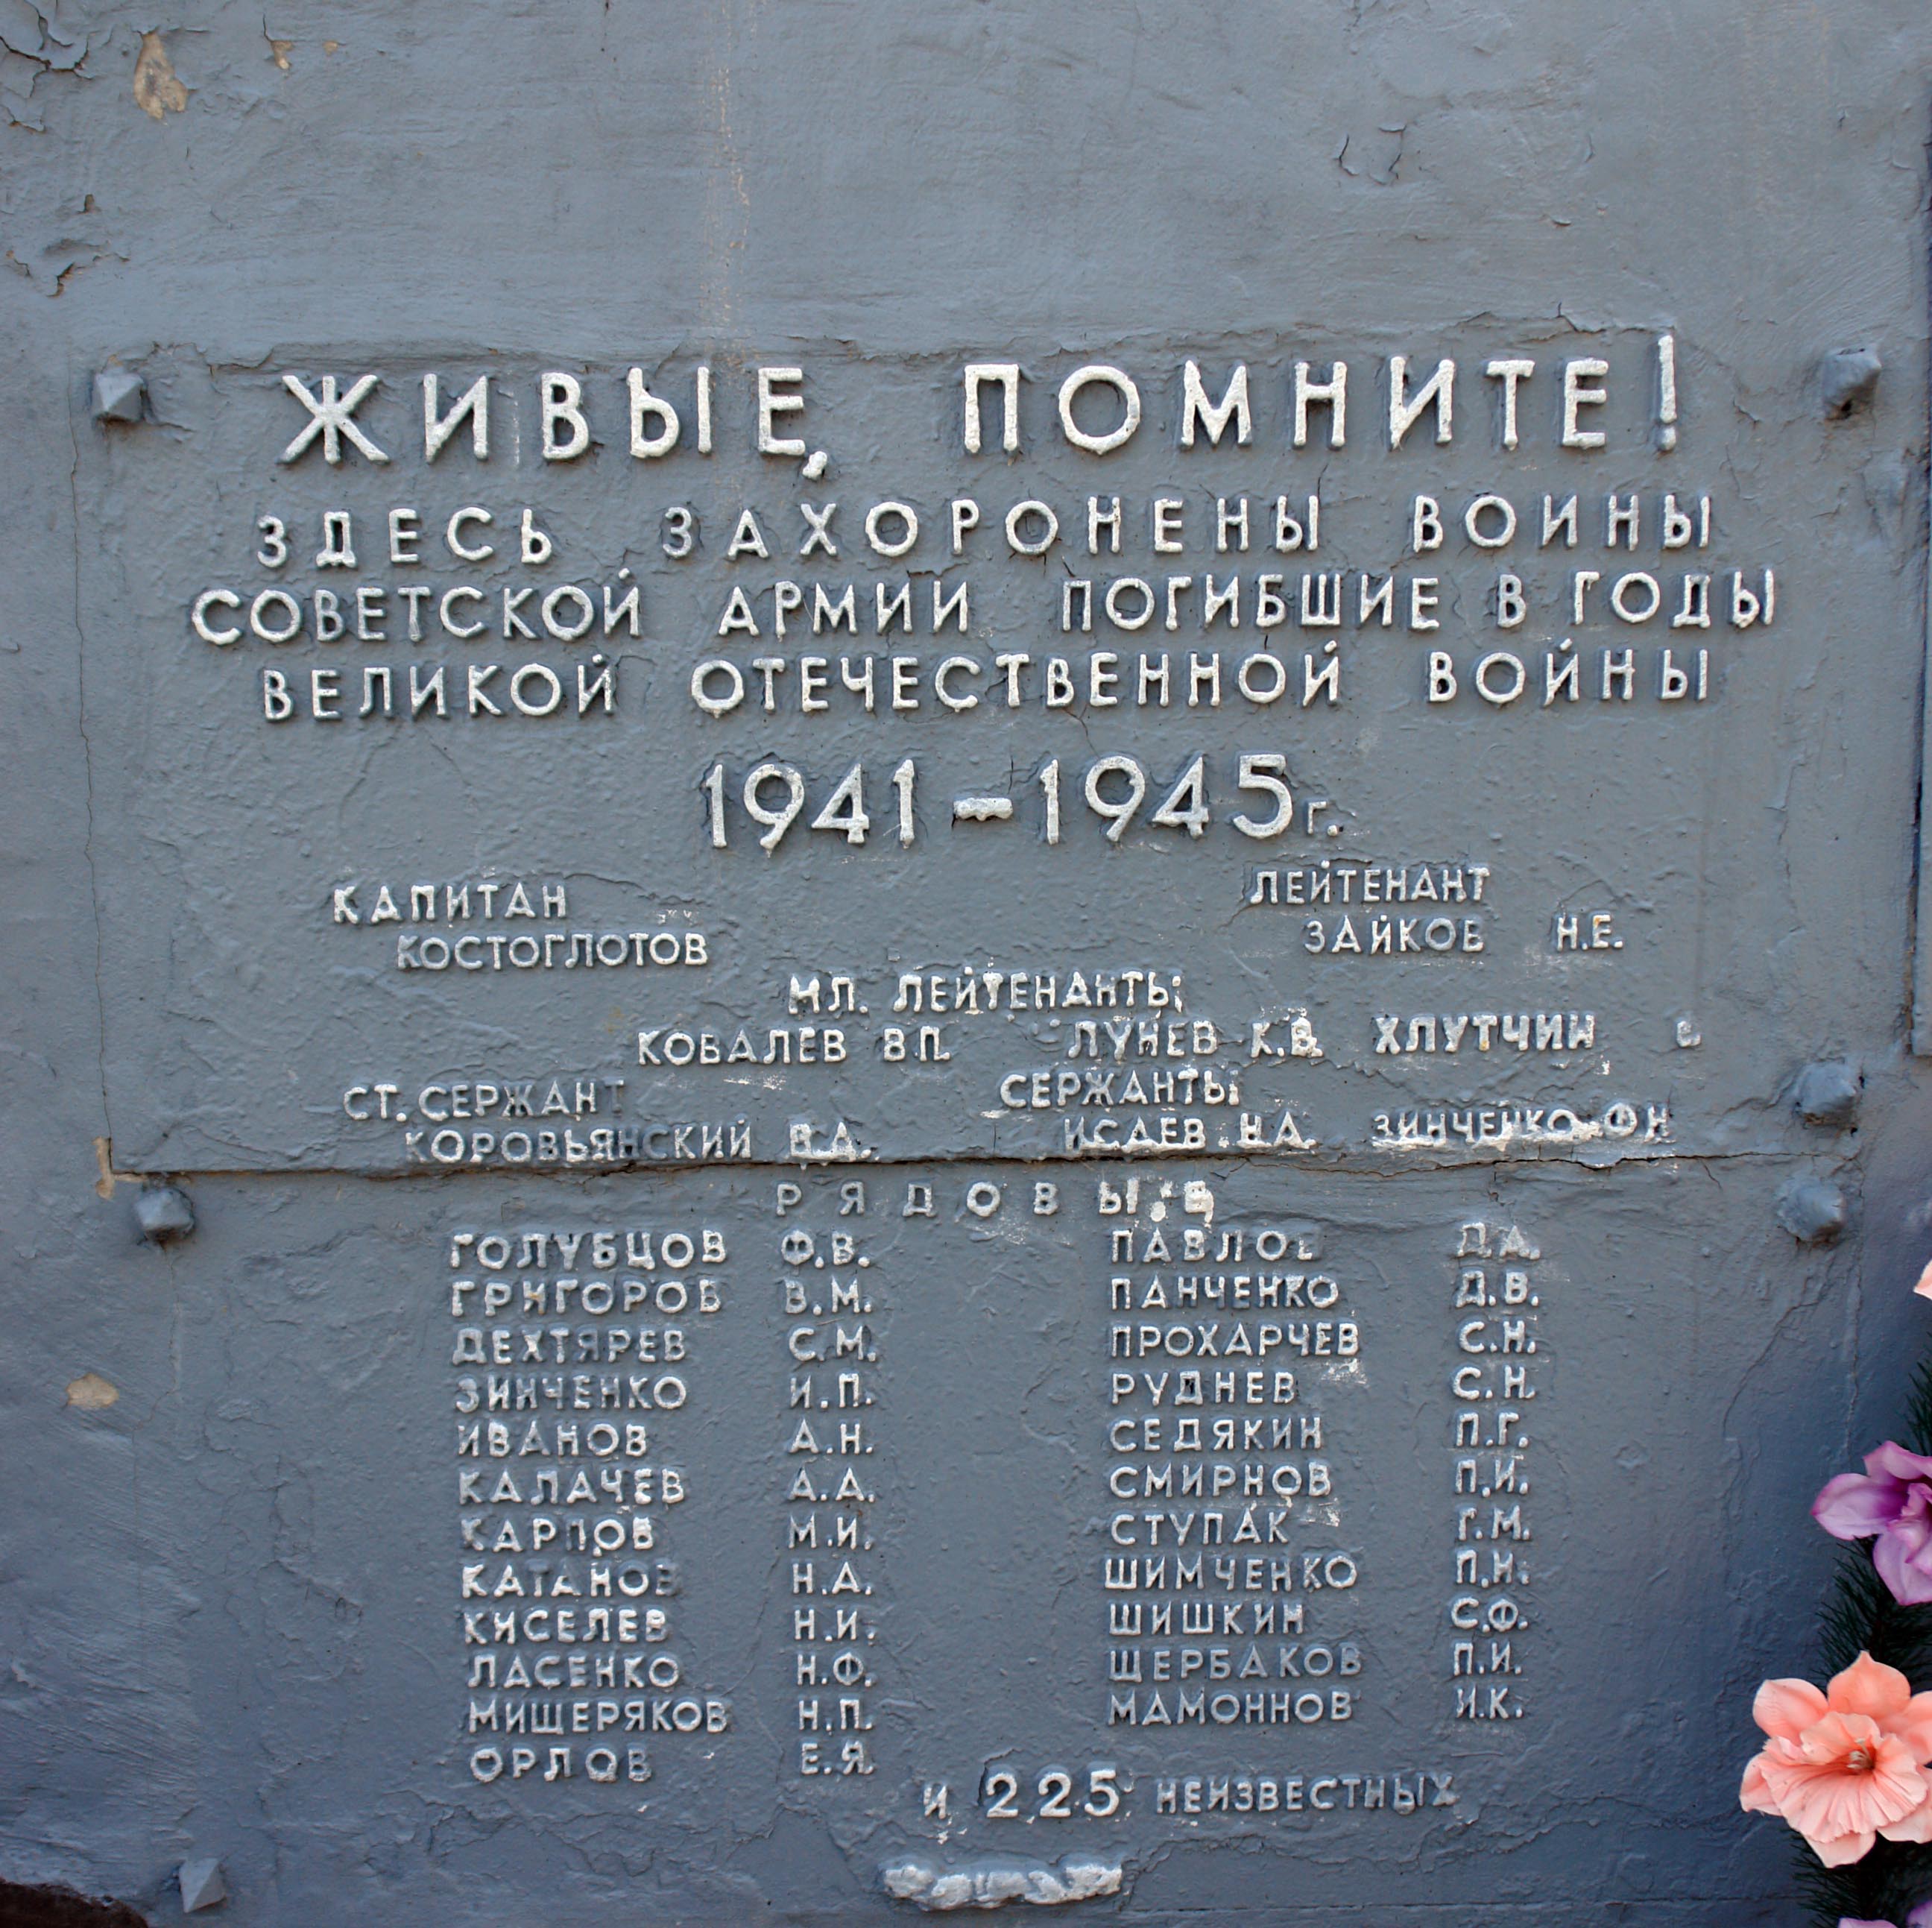 ЖИВЫЕ, ПОМНИТЕ!
ЗДЕСЬ ЗАХОРОНЕНЫ ВОИНЫ
СОВЕТСКОЙ АРМИИ ПОГИБШИЕ В ГОДЫ
ВЕЛИКОЙ ОТЕЧЕСТВЕННОЙ ВОЙНЫ
1941-1945г.
КАПИТАН
КОСТОГЛОТОВ
ЛЕЙТЕНАНТ
ЗАЙКОВ Н.Е.
МЛ. ЛЕЙТЕНАНТЫ
КОВАЛЕВ В.П. ЛУНЕВ К.В. ХЛУТЧИН
СТ. СЕРЖАНТ
КОРОВЬЯНСКИЙ В.А.
СЕРЖАНТЫ
ИСАЕВ Н.А. ЗИНЧЕНКО Ф.Н
РЯДОВЫЕ
ГОЛУБЦОВ Ф.В.
ГРИГОРОВ В.М.
ДЕХТЯРЕВ С.М.
ЗИНЧЕНКО И.П.
ИВАНОВ А.Н.
КАЛАЧЕВ А.А.
КАРПОВ М.И.
КАТАНОВ Н.А.
КИСЕЛЕВ Н.И.
ЛАСЕНКО Н.Ф.
МИЩЕРЯКОВ Н.П.
ОРЛОВ Е.Я.
ПАВЛОВ Д.А.
ПАНЧЕНКО Д.В.
ПРОХАРЧЕВ С.Н.
РУДНЕВ С.Н.
СЕДЯКИН П.Г.
СМИРНОВ П.И.
СТУПАК Г.М.
ШИМЧЕНКО П.Н.
ШИШКИН С.Ф.
ЩЕРБАКОВ П.И.
МАМОННОВ И.К.
И 225 НЕИЗВЕСТНЫХ